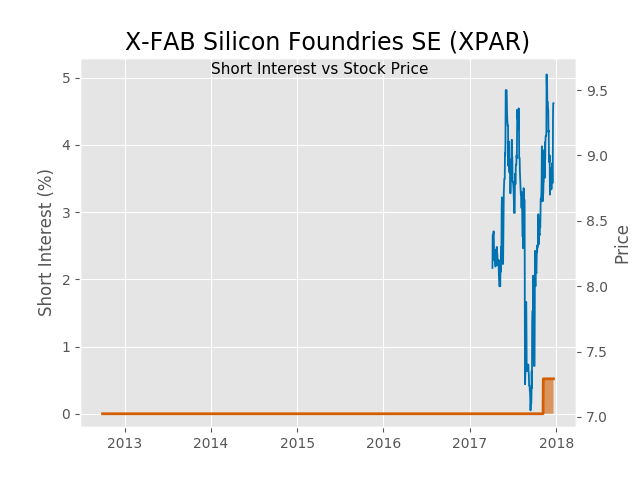 X-FAB Silicon Foundries SE (XPAR)
Short Interest vs Stock Price
Short Interest (%)
5
4
3
2
1
0
9.5
9.0
8.5
8.0
7.5
7.0
Price
2013 2014 2015 2016 2017 2018